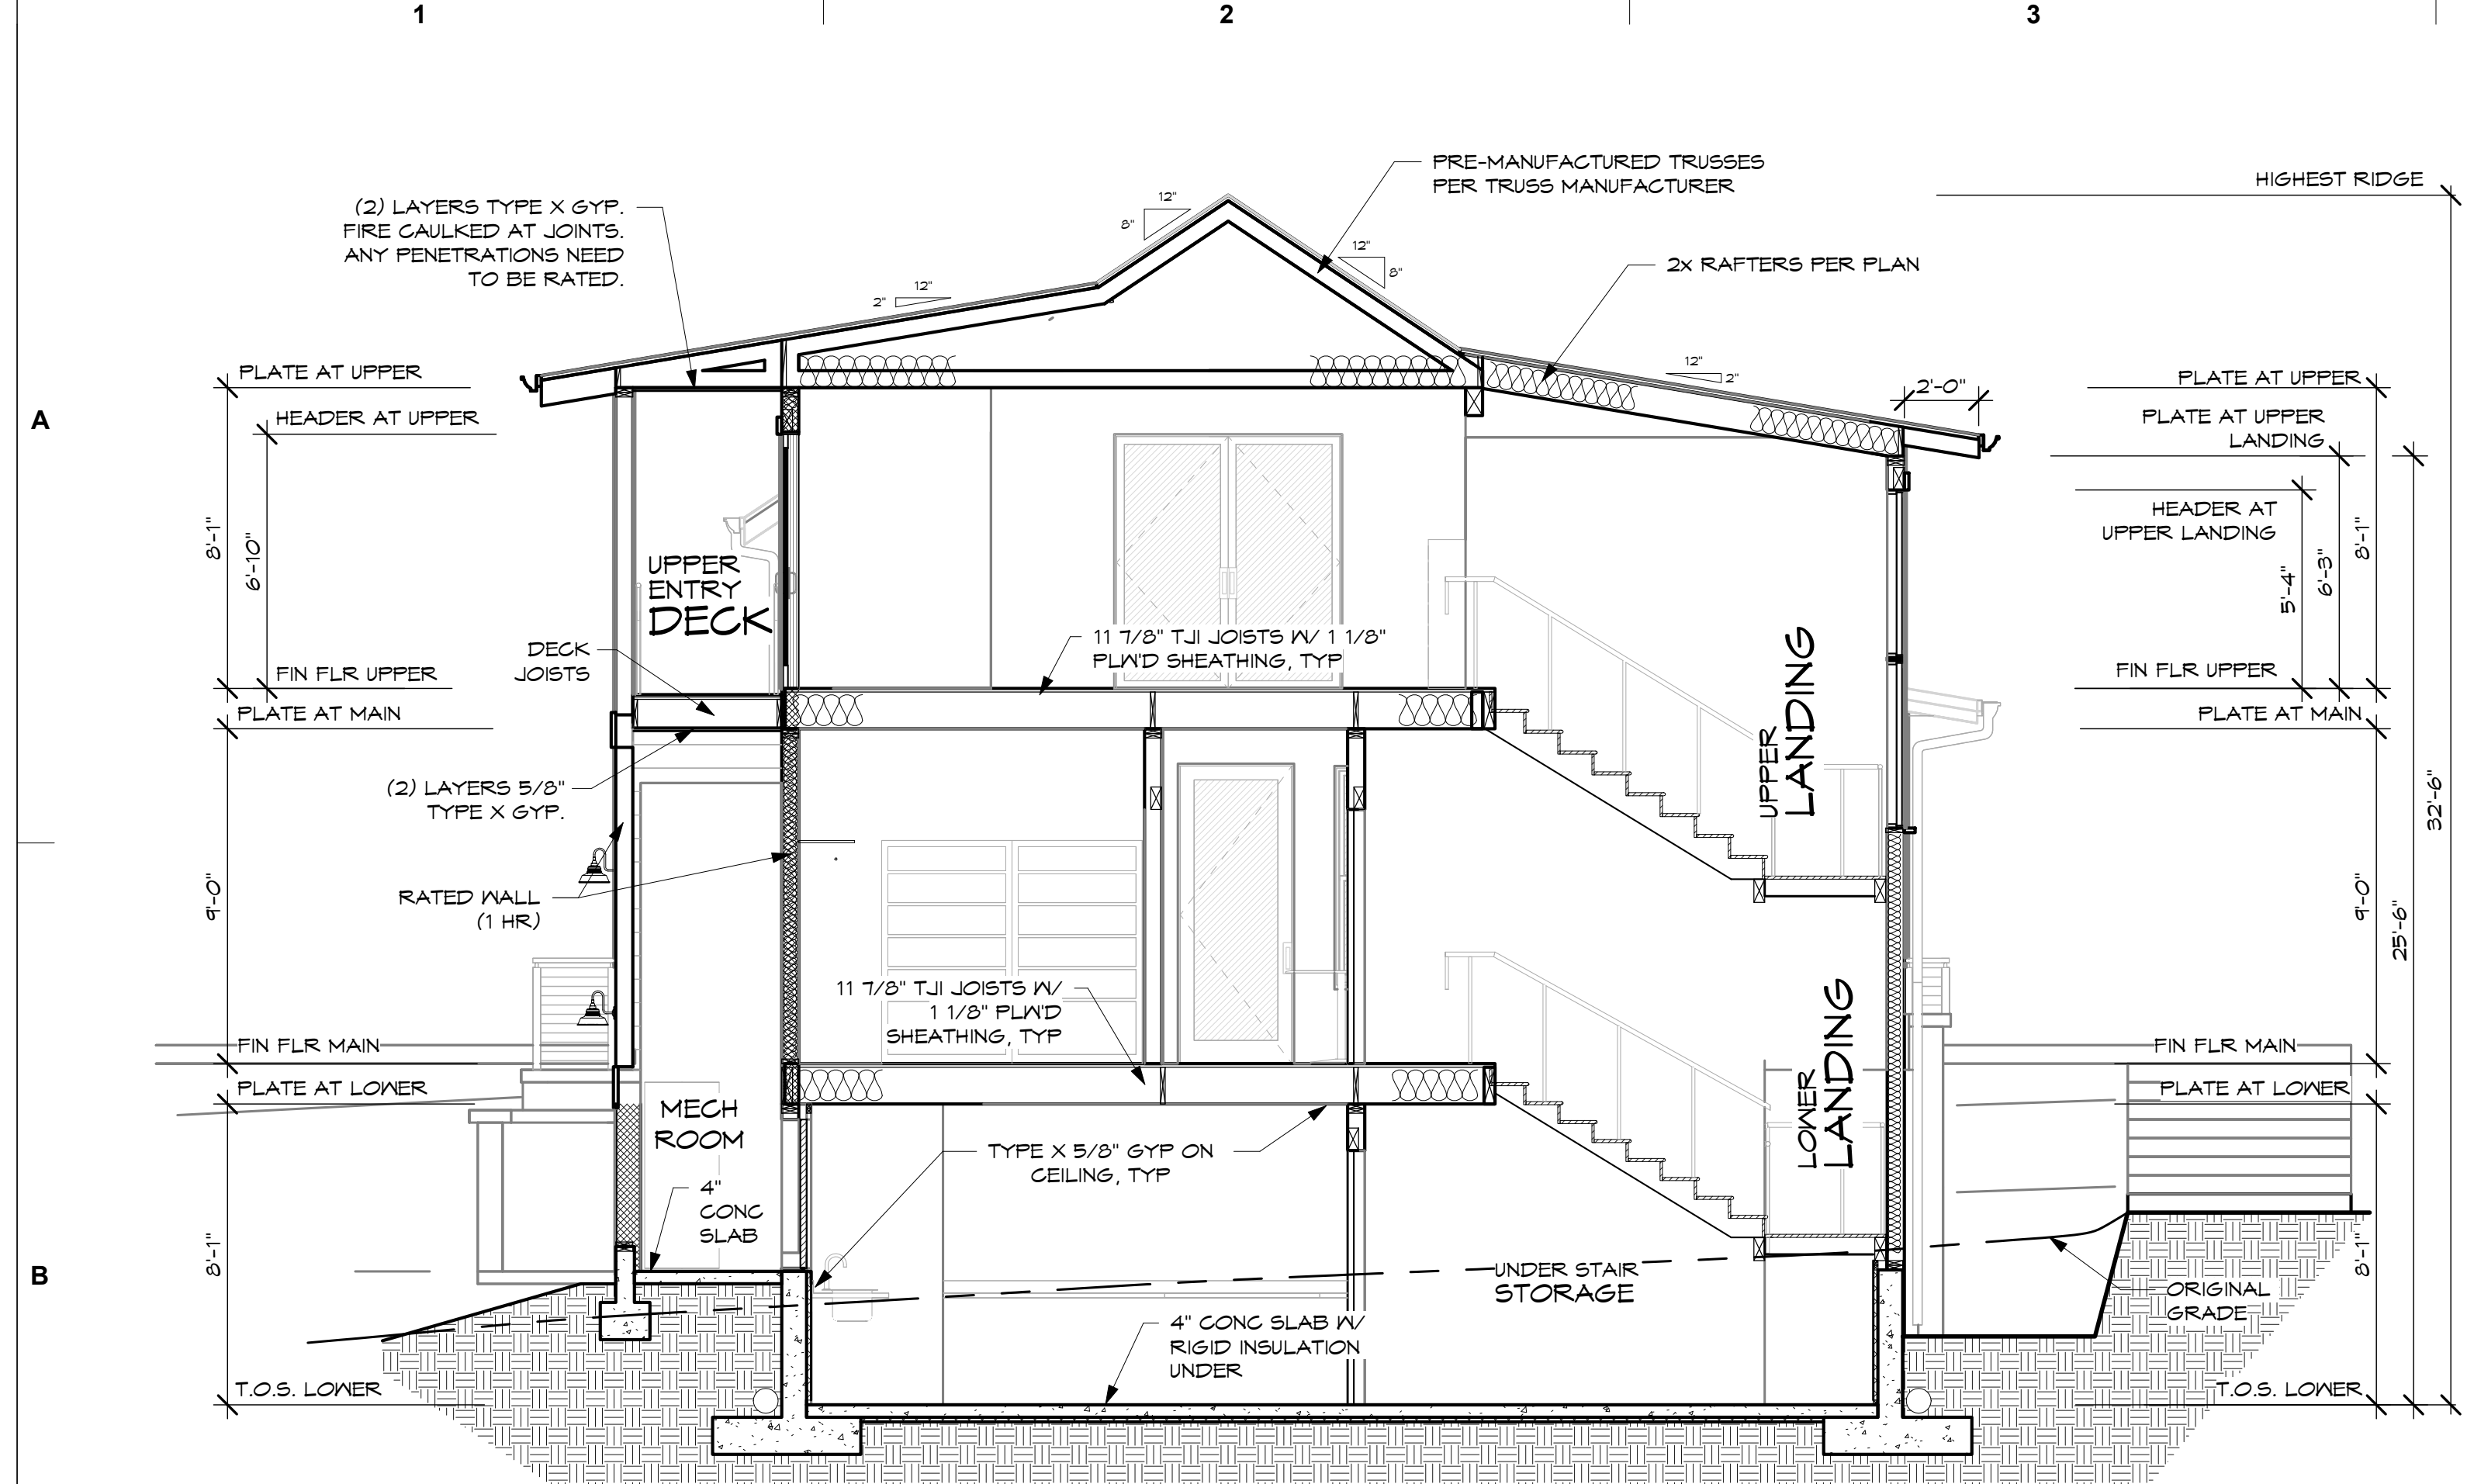 1
2
3
A
B
(2) LAYERS TYPE X GYP.
FIRE CAULKED AT JOINTS.
ANY PENETRATIONS NEED
TO BE RATED.
12"
8"
12"
2"
PRE-MANUFACTURED TRUSSES
PER TRUSS MANUFACTURER
12"
8"
2x RAFTERS PER PLAN
12"
2"
2'-0"
HIGHEST RIDGE
PLATE AT UPPER
HEADER AT UPPER
8'-1"
6'-10"
FIN FLR UPPER
PLATE AT MAIN
9'-0"
FIN FLR MAIN
PLATE AT LOWER
8'-1"
T.O.S. LOWER
UPPER
ENTRY
DECK
DECK
JOISTS
(2) LAYERS 5/8"
TYPE X GYP.
RATED WALL
(1 HR)
MECH
ROOM
4"
CONC
SLAB
11 7/8" TJI JOISTS W/ 1 1/8"
PLW'D SHEATHING, TYP
11 7/8" TJI JOISTS W/
1 1/8" PLW'D
SHEATHING, TYP
TYPE X 5/8" GYP ON
CEILING, TYP
4" CONC SLAB W/
RIGID INSULATION
UNDER
UNDER STAIR
STORAGE
UPPER
LANDING
LOWER
LANDING
PLATE AT UPPER
PLATE AT UPPER
LANDING
HEADER AT
UPPER LANDING
5'-4"
6'-3"
8'-1"
FIN FLR UPPER
PLATE AT MAIN
9'-0"
25'-6"
32'-6"
FIN FLR MAIN
PLATE AT LOWER
8'-1"
ORIGINAL
GRADE
T.O.S. LOWER